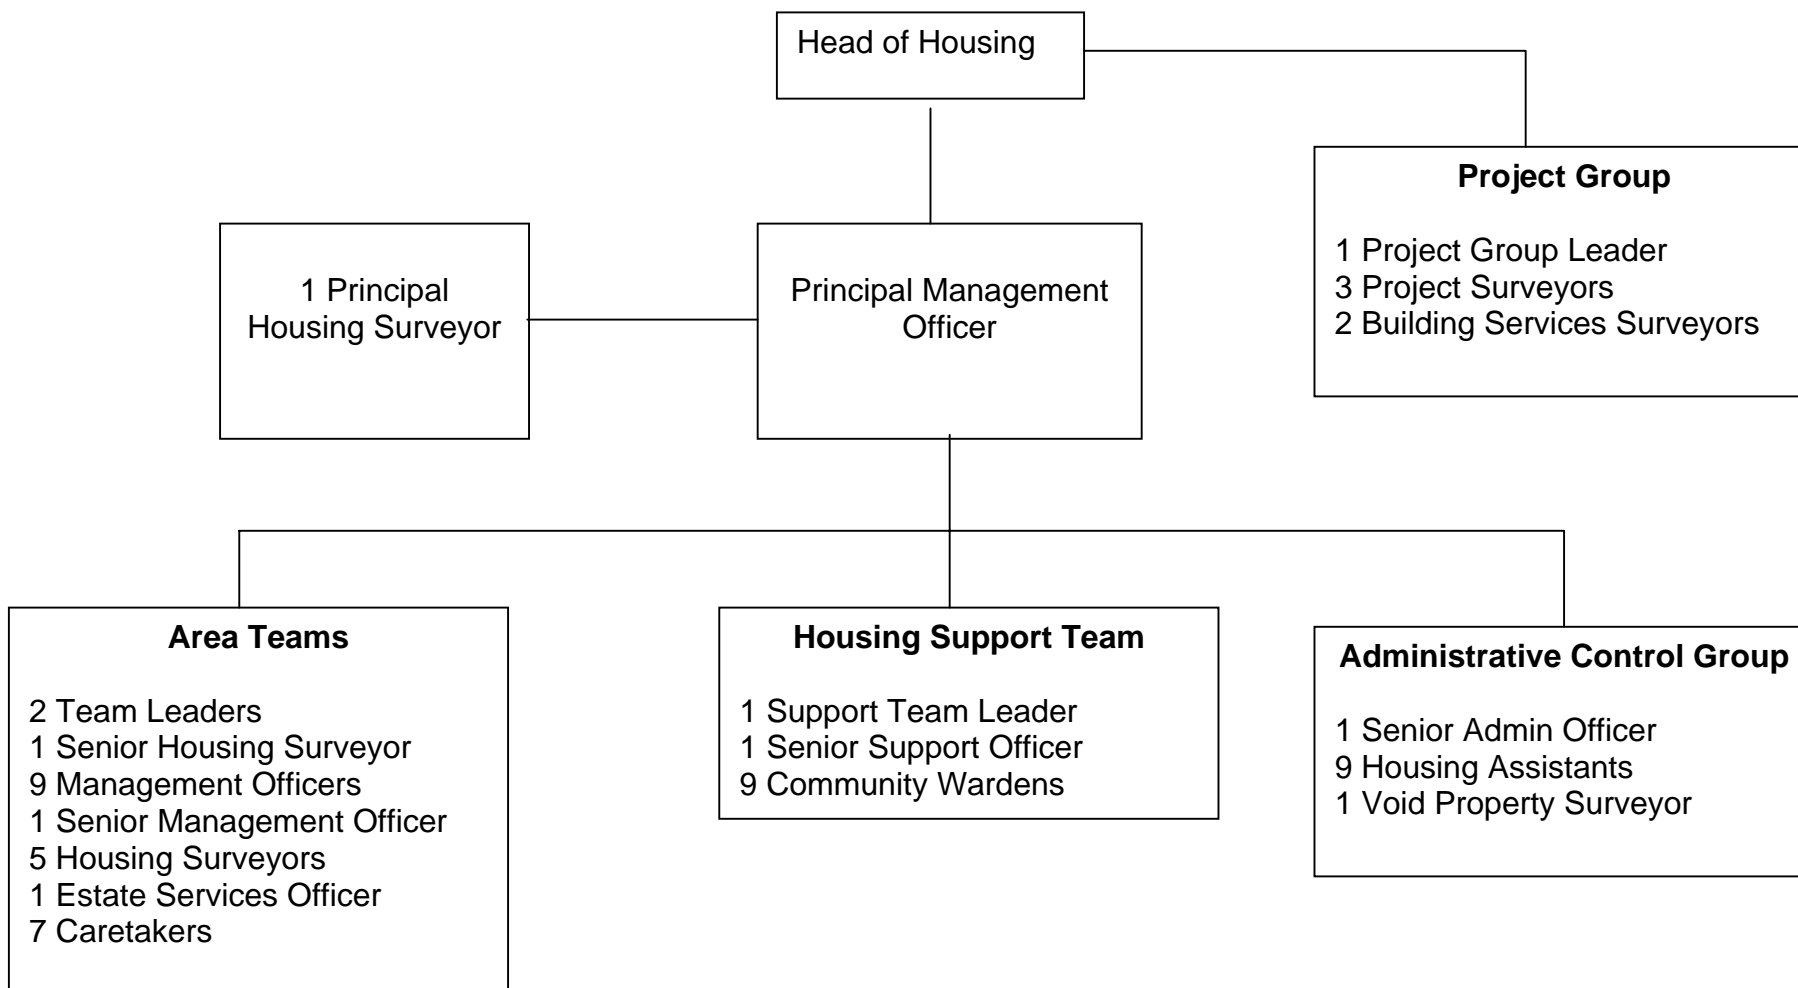 Head of Housing
Project Group
1 Project Group Leader
3 Project Surveyors
2 Building Services Surveyors
1 Principal
Housing Surveyor
Principal Management
Officer
Area Teams
2 Team Leaders
1 Senior Housing Surveyor
9 Management Officers
1 Senior Management Officer
5 Housing Surveyors
1 Estate Services Officer
7 Caretakers
Housing Support Team
1 Support Team Leader
1 Senior Support Officer
9 Community Wardens
Administrative Control Group
1 Senior Admin Officer
9 Housing Assistants
1 Void Property Surveyor